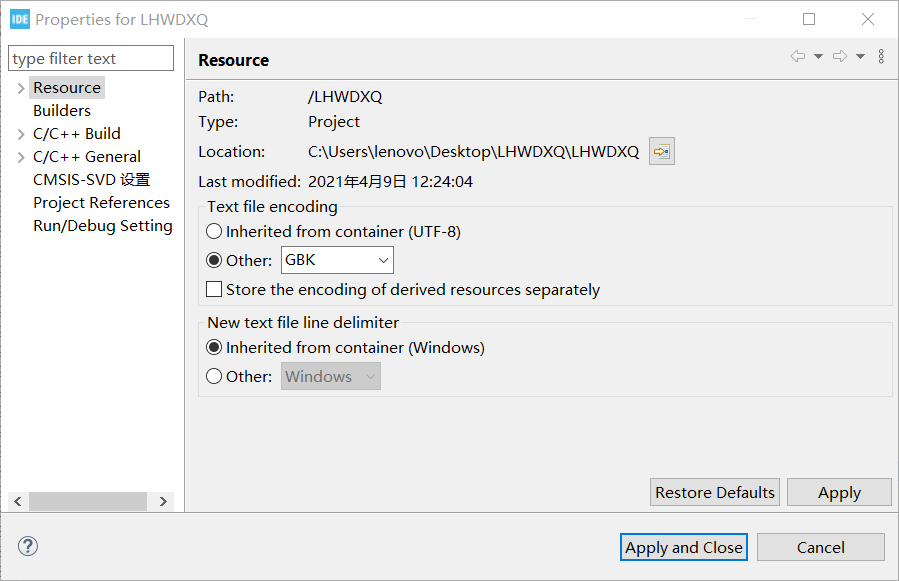 IDE Properties for LHWDXQ
type filter text
Resource
Builders
C/C++ Build
C/C++ General
CMSIS-SVD 设置
Project References
Run/Debug Setting
Resource
Path: /LHWDXQ
Type: Project
Location: C:\Users\lenovo\Desktop\LHWDXQ\LHWDXQ
Last modified: 2021年4月9日 12:24:04
Text file encoding
Inherited from container (UTF-8)
Other: GBK
Store the encoding of derived resources separately
New text file line delimiter
Inherited from container (Windows)
Other: Windows
Restore Defaults Apply
? Apply and Close Cancel